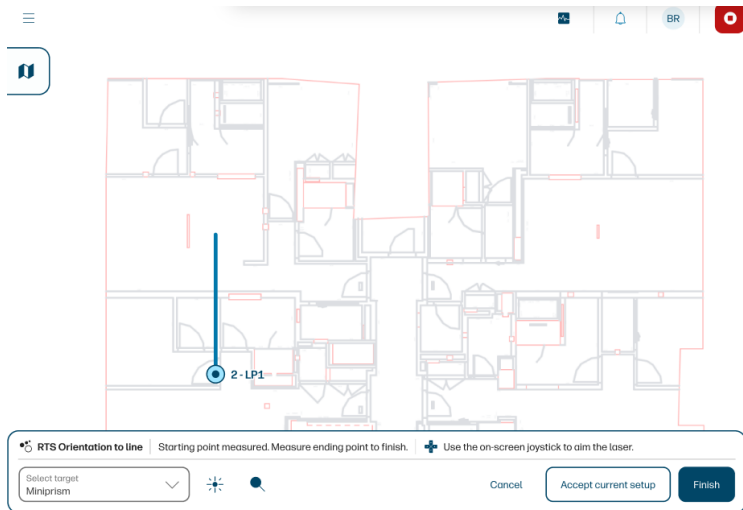 BR
2 - LP1
RTS Orientation to line
Starting point measured. Measure ending point to finish.
Use the on-screen joystick to aim the laser.
Select target
Miniprism
Cancel
Accept current setup
Finish